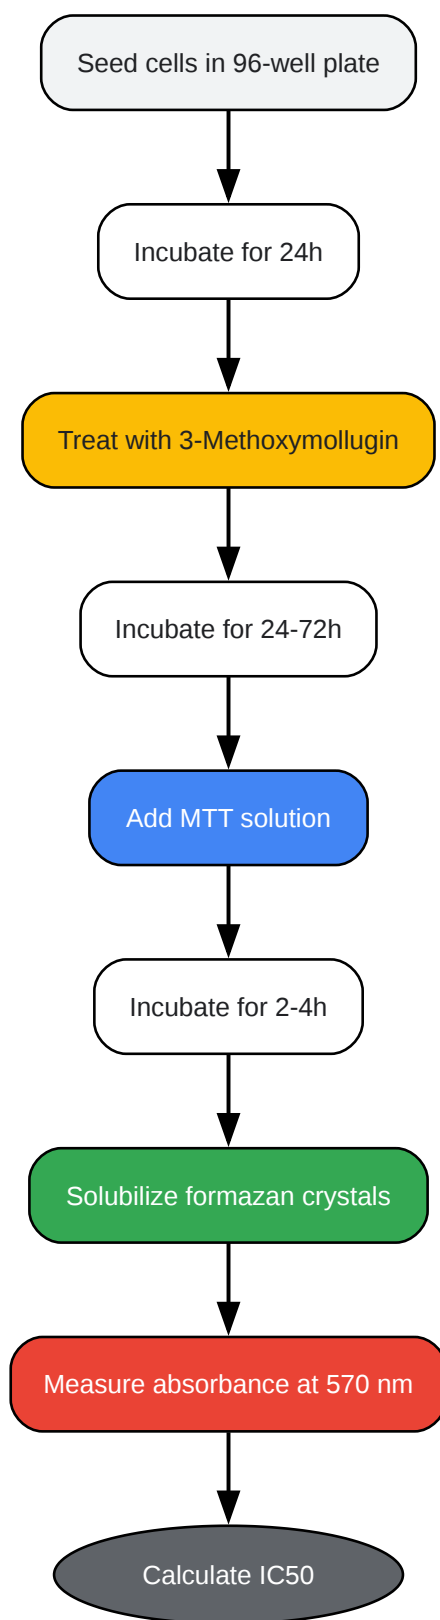 Seed cells in 96-well plate
Incubate for 24h
Treat with 3-Methoxymollugin
Incubate for 24-72h
Add MTT solution
Incubate for 2-4h
Solubilize formazan crystals
Measure absorbance at 570 nm
Calculate IC50